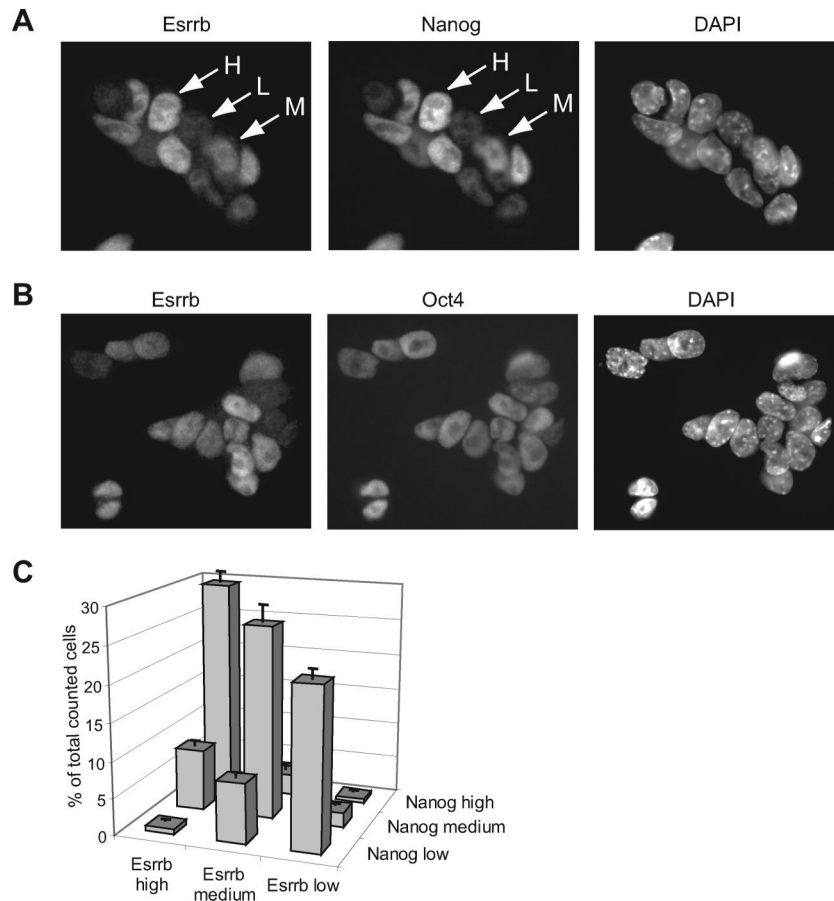 A
Esrrb
Nanog
DAPI
H
L
M
H
L
M
B
Esrrb
Oct4
DAPI
C
% of total counted cells
30
25
20
15
10
5
0
Nanog high
Nanog medium
Nanog low
Esrrb high
Esrrb medium
Esrrb low